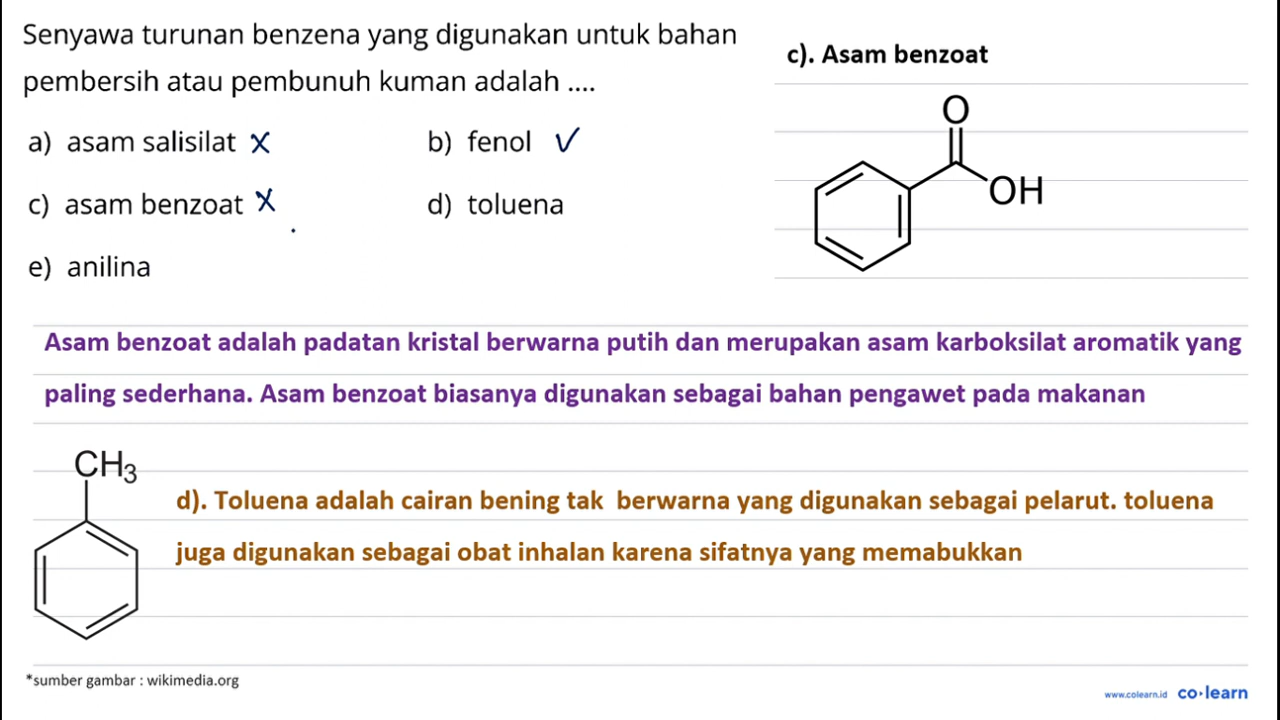 Senyawa turunan benzena yang digunakan untuk bahan
pembersih atau pembunuh kuman adalah ....
a) asam salisilat x
b) fenol ✓
c) asam benzoat x
d) toluena
e) anilina
c). Asam benzoat
O
OH
Asam benzoat adalah padatan kristal berwarna putih dan merupakan asam karboksilat aromatik yang
paling sederhana. Asam benzoat biasanya digunakan sebagai bahan pengawet pada makanan
CH3
d). Toluena adalah cairan bening tak berwarna yang digunakan sebagai pelarut. toluena
juga digunakan sebagai obat inhalan karena sifatnya yang memabukkan
*sumber gambar : wikimedia.org
www.colearn.id co·learn